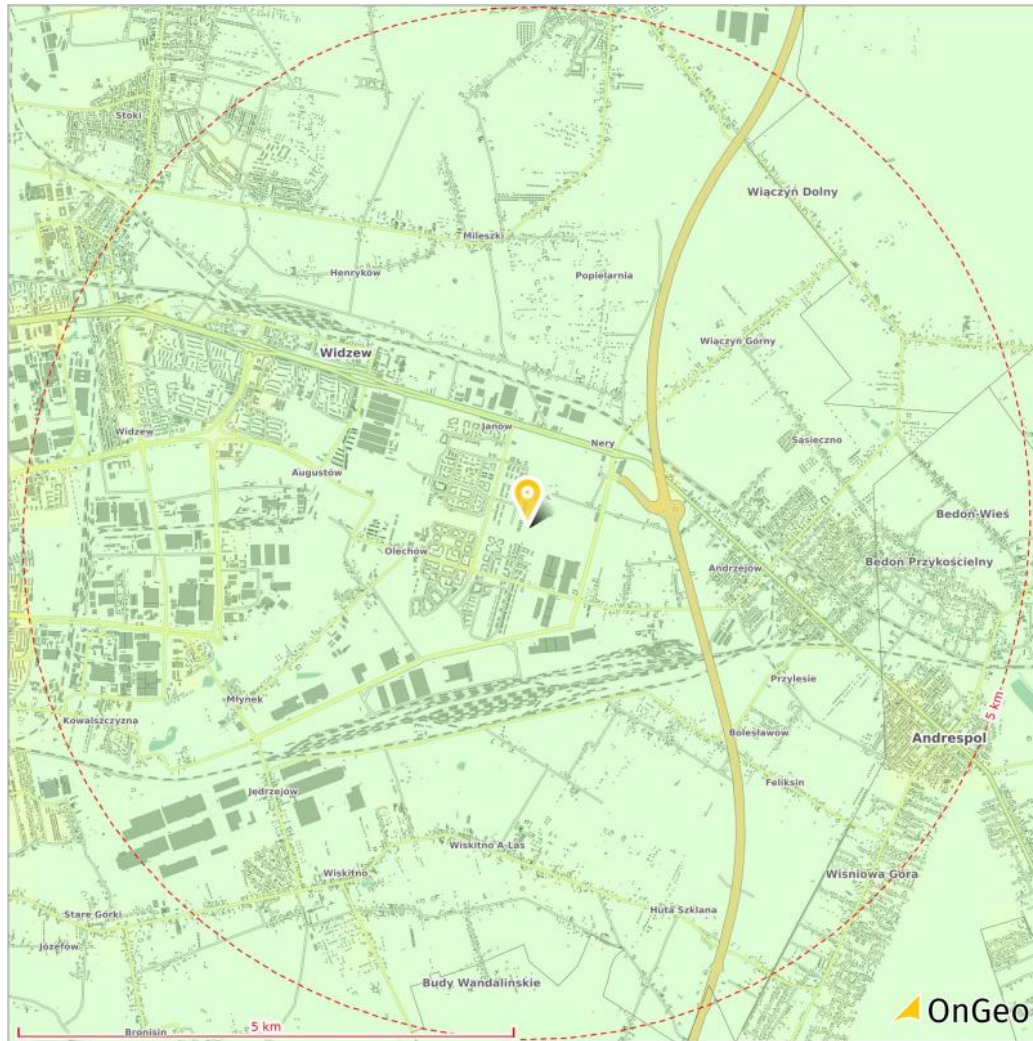 Stoki
Wiączyń Dolny
Mileszki
Henryków
Popielarnia
Wiączyń Górny
Widzew
Janów
Nery
Widzew
Sąsieczno
Augustów
Bedoń-Wieś
Olechów
Andrzejów
Bedoń Przykościelny
Przylesie
Młynek
5 km
Kowalszczyzna
Bolesławów
Andrespol
Feliksin
Jędrzejów
Wiskitno A-Las
Wiskitno
Wiśniowa Góra
Stare Górki
Huta Szklana
Józefów
Budy Wandalińskie
OnGeo
Bronisin
5 km